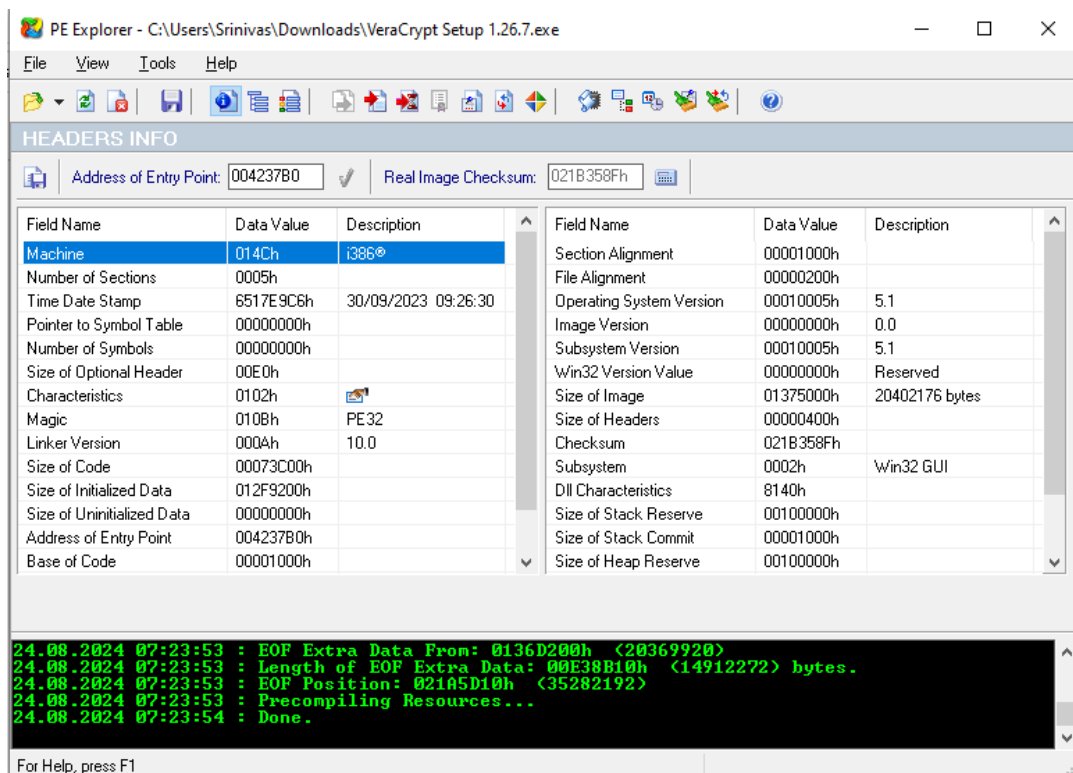 PE Explorer - C:\Users\Srinivas\Downloads\VeraCrypt Setup 1.26.7.exe
File View Tools Help
HEADERS INFO
Address of Entry Point: 004237B0 Real Image Checksum: 021B358Fh
Field Name Data Value Description
Machine 014Ch i386®
Number of Sections 0005h
Time Date Stamp 6517E9C6h 30/09/2023 09:26:30
Pointer to Symbol Table 00000000h
Number of Symbols 00000000h
Size of Optional Header 00E0h
Characteristics 0102h
Magic 010Bh PE32
Linker Version 000Ah 10.0
Size of Code 00073C00h
Size of Initialized Data 012F9200h
Size of Uninitialized Data 00000000h
Address of Entry Point 004237B0h
Base of Code 00001000h
Field Name Data Value Description
Section Alignment 00001000h
File Alignment 00000200h
Operating System Version 00010005h 5.1
Image Version 00000000h 0.0
Subsystem Version 00010005h 5.1
Win32 Version Value 00000000h Reserved
Size of Image 01375000h 20402176 bytes
Size of Headers 00000400h
Checksum 021B358Fh
Subsystem 0002h Win32 GUI
Dll Characteristics 8140h
Size of Stack Reserve 00100000h
Size of Stack Commit 00001000h
Size of Heap Reserve 00100000h
24.08.2024 07:23:53 : EOF Extra Data From: 0136D200h (20369920)
24.08.2024 07:23:53 : Length of EOF Extra Data: 00E38B10h (14912272) bytes.
24.08.2024 07:23:53 : EOF Position: 021A5D10h (35282192)
24.08.2024 07:23:53 : Precompiling Resources...
24.08.2024 07:23:54 : Done.
For Help, press F1